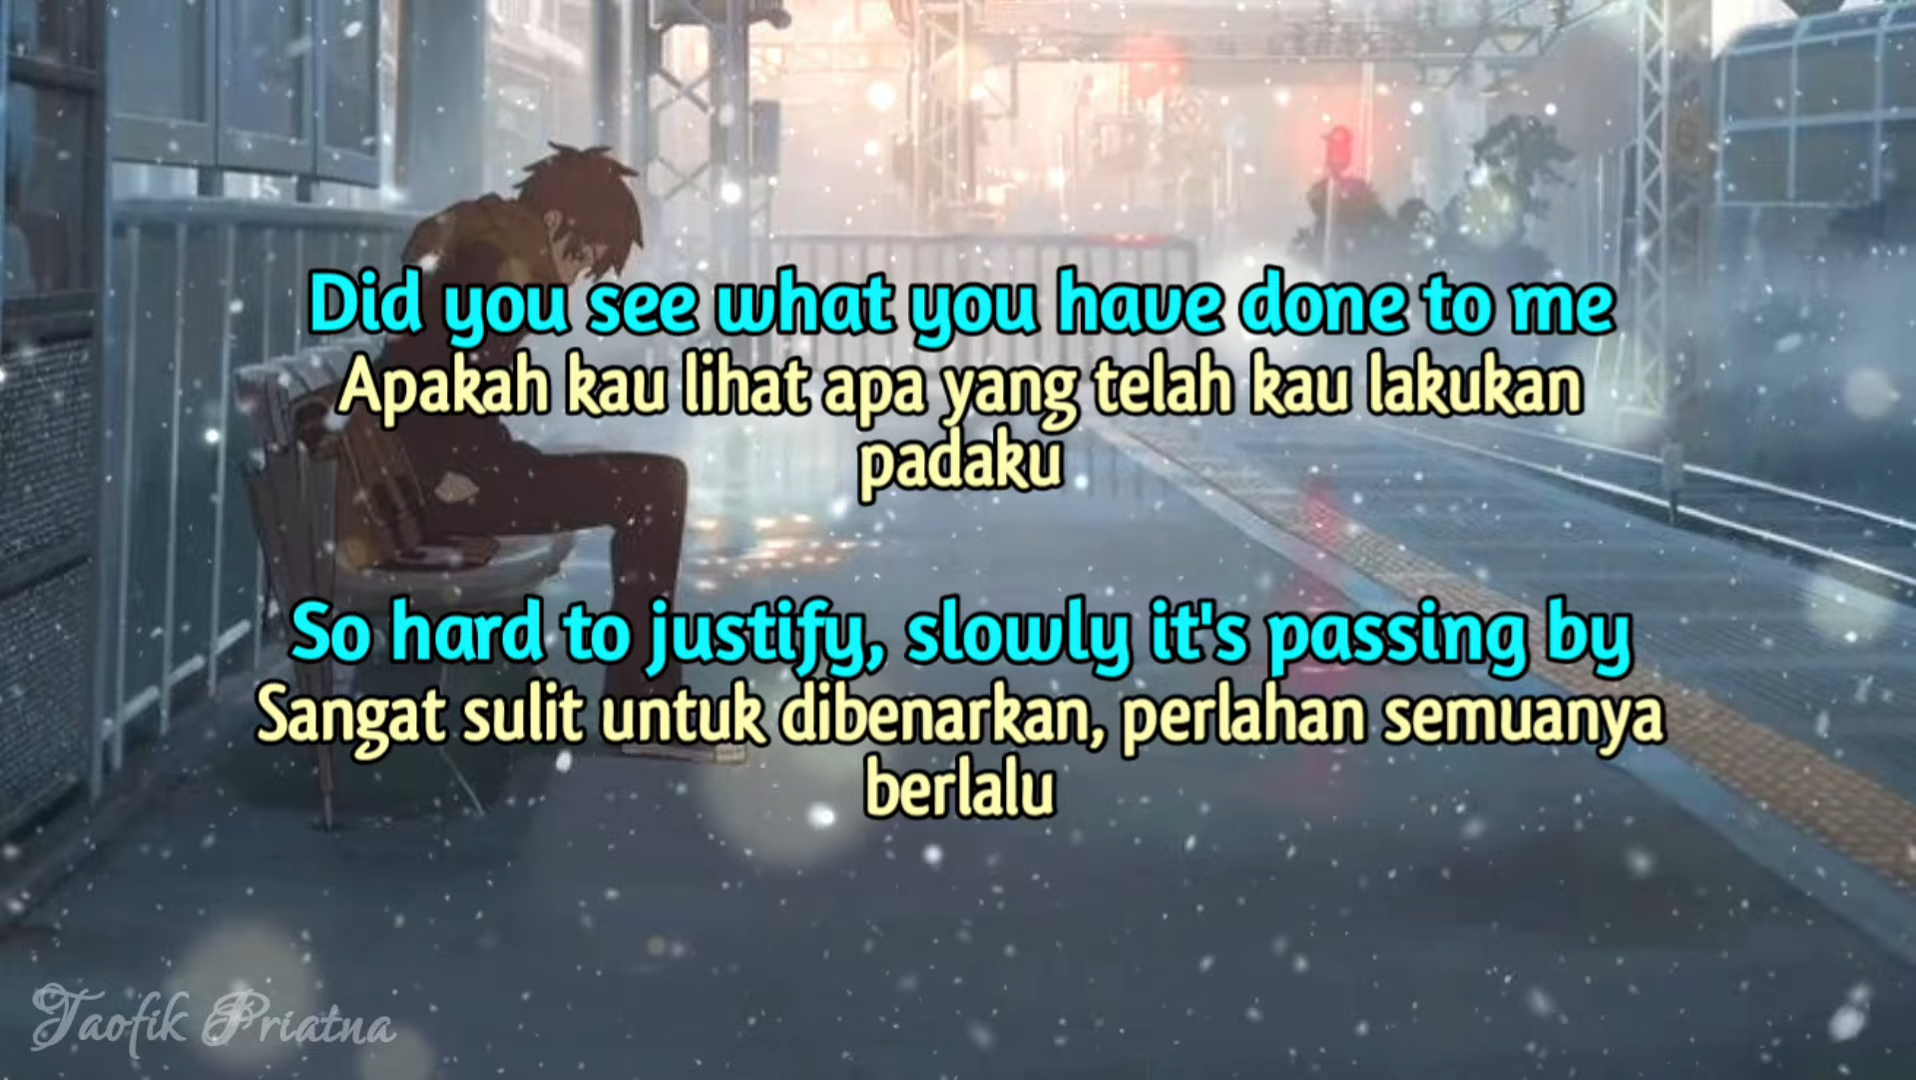 Did you see what you have done to me
Apakah kau lihat apa yang telah kau lakukan
padaku
So hard to justify, slowly it's passing by
Sangat sulit untuk dibenarkan, perlahan semuanya
berlalu
Taofik Priatna